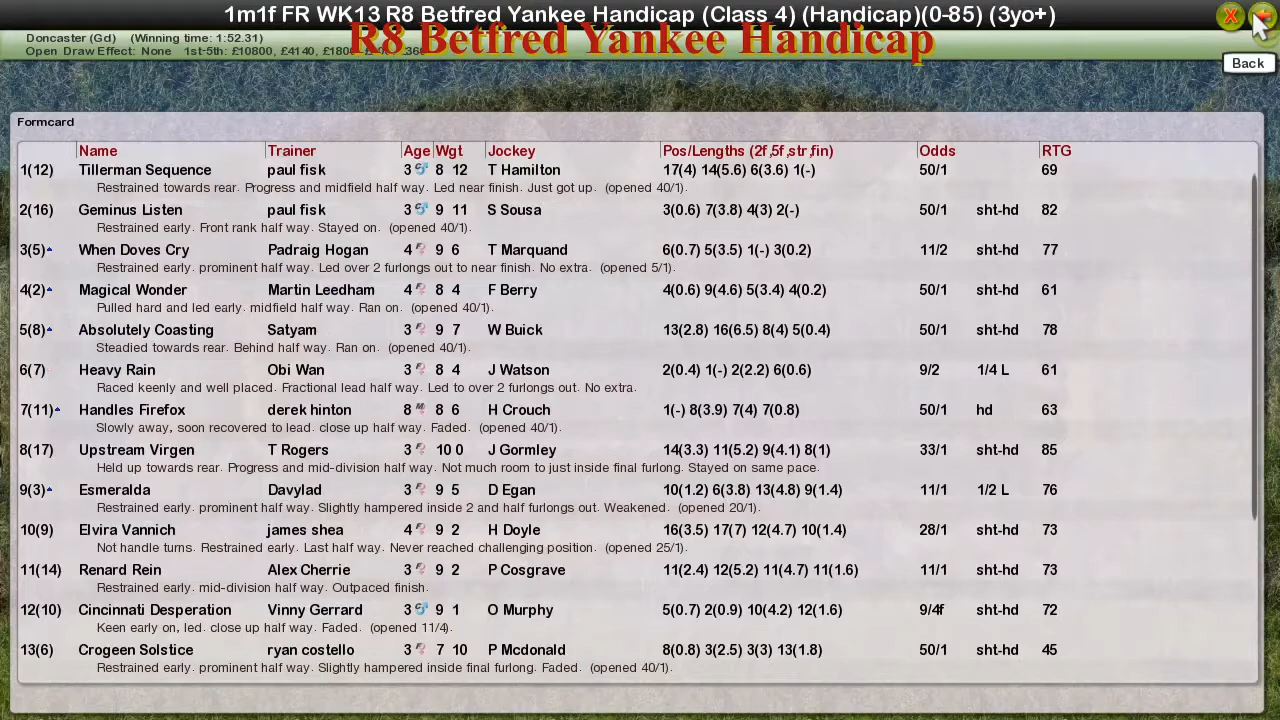 1m1f FR WK13 R8 Betfred Yankee Handicap (Class 4) (Handicap)(0-85) (3yo+)
R8 Betfred Yankee Handicap
Doncaster (Gd) (Winning time: 1:52.31)
Open Draw Effect: None 1st-5th: £10800, £4140, £1800
Back
Formcard
Name Trainer Age Wgt Jockey Pos/Lengths (2f,5f,str,fin) Odds RTG
1(12) Tillerman Sequence paul fisk 3 8 12 T Hamilton 17(4) 14(5.6) 6(3.6) 1(-) 50/1 69
Restrained towards rear. Progress and midfield half way. Led near finish. Just got up. (opened 40/1).
2(16) Geminus Listen paul fisk 3 9 11 S Sousa 3(0.6) 7(3.8) 4(3) 2(-) 50/1 sht-hd 82
Restrained early. Front rank half way. Stayed on. (opened 40/1).
3(5) When Doves Cry Padraig Hogan 4 9 6 T Marquand 6(0.7) 5(3.5) 1(-) 3(0.2) 11/2 sht-hd 77
Restrained early. prominent half way. Led over 2 furlongs out to near finish. No extra. (opened 5/1).
4(2) Magical Wonder Martin Leedham 4 8 4 F Berry 4(0.6) 9(4.6) 5(3.4) 4(0.2) 50/1 sht-hd 61
Pulled hard and led early. midfield half way. Ran on. (opened 40/1).
5(8) Absolutely Coasting Satyam 3 9 7 W Buick 13(2.8) 16(6.5) 8(4) 5(0.4) 50/1 sht-hd 78
Steadied towards rear. Behind half way. Ran on. (opened 40/1).
6(7) Heavy Rain Obi Wan 3 8 4 J Watson 2(0.4) 1(-) 2(2.2) 6(0.6) 9/2 1/4 L 61
Raced keenly and well placed. Fractional lead half way. Led to over 2 furlongs out. No extra.
7(11) Handles Firefox derek hinton 8 8 6 H Crouch 1(-) 8(3.9) 7(4) 7(0.8) 50/1 hd 63
Slowly away, soon recovered to lead. close up half way. Faded. (opened 40/1).
8(17) Upstream Virgen T Rogers 3 10 0 J Gormley 14(3.3) 11(5.2) 9(4.1) 8(1) 33/1 sht-hd 85
Held up towards rear. Progress and mid-division half way. Not much room to just inside final furlong. Stayed on same pace.
9(3) Esmeralda Davylad 3 9 5 D Egan 10(1.2) 6(3.8) 13(4.8) 9(1.4) 11/1 1/2 L 76
Restrained early. prominent half way. Slightly hampered inside 2 and half furlongs out. Weakened. (opened 20/1).
10(9) Elvira Vannich james shea 4 9 2 H Doyle 16(3.5) 17(7) 12(4.7) 10(1.4) 28/1 sht-hd 73
Not handle turns. Restrained early. Last half way. Never reached challenging position. (opened 25/1).
11(14) Renard Rein Alex Cherrie 3 9 2 P Cosgrave 11(2.4) 12(5.2) 11(4.7) 11(1.6) 11/1 sht-hd 73
Restrained early. mid-division half way. Outpaced finish.
12(10) Cincinnati Desperation Vinny Gerrard 3 9 1 O Murphy 5(0.7) 2(0.9) 10(4.2) 12(1.6) 9/4f sht-hd 72
Keen early on, led. close up half way. Faded. (opened 11/4).
13(6) Crogeen Solstice ryan costello 3 7 10 P Mcdonald 8(0.8) 3(2.5) 3(3) 13(1.8) 50/1 sht-hd 45
Restrained early. prominent half way. Slightly hampered inside final furlong. Faded. (opened 40/1).